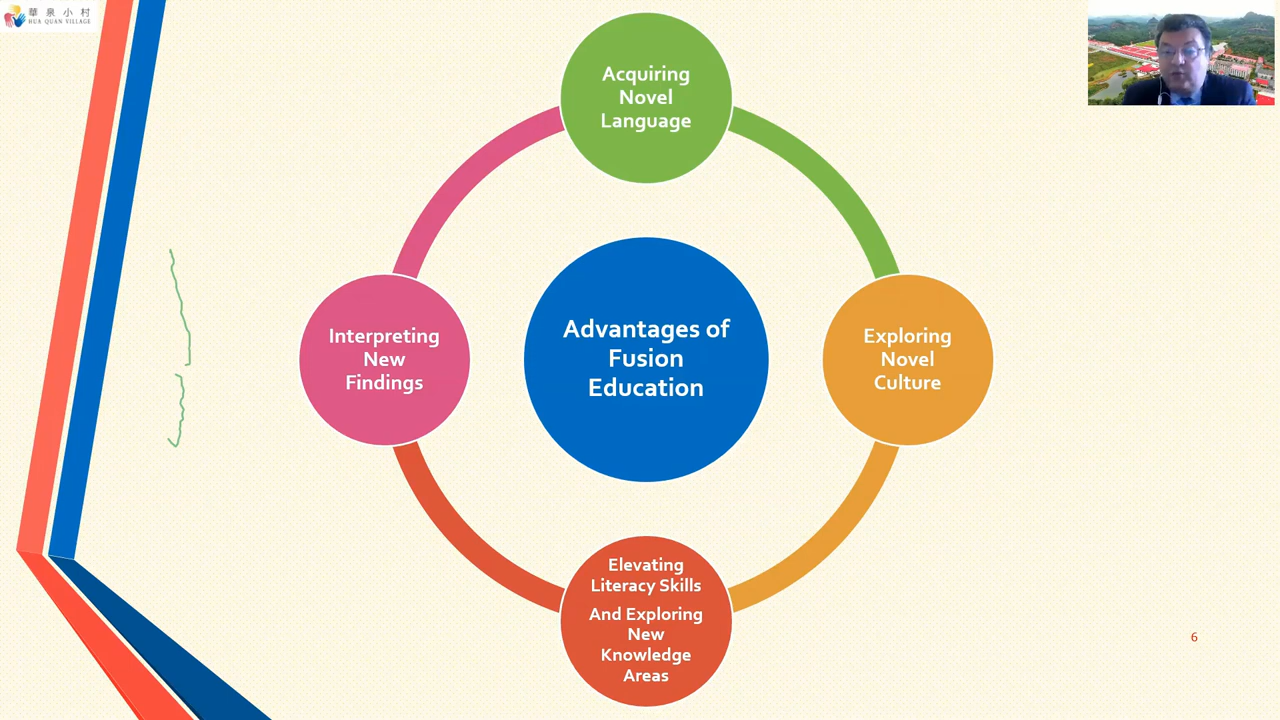 華泉小村
HUA QUAN VILLAGE
Acquiring
Novel
Language
Interpreting
New
Findings
Advantages of
Fusion
Education
Exploring
Novel
Culture
Elevating
Literacy Skills
And Exploring
New
Knowledge
Areas
6